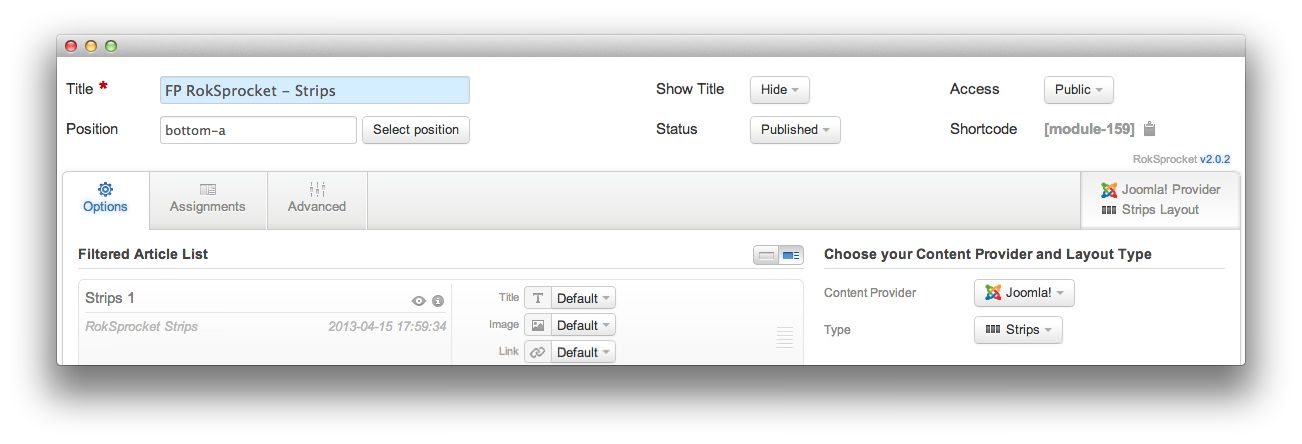 Title * FP RokSprocket – Strips Show Title Hide Access Public
Position bottom-a Select position Status Published Shortcode [module-159]
RokSprocket v2.0.2
Options Assignments Advanced Joomla! Provider
Strips Layout
Filtered Article List Choose your Content Provider and Layout Type
Strips 1 Title T Default Content Provider Joomla!
RokSprocket Strips 2013-04-15 17:59:34 Image Default Type Strips
Link Default